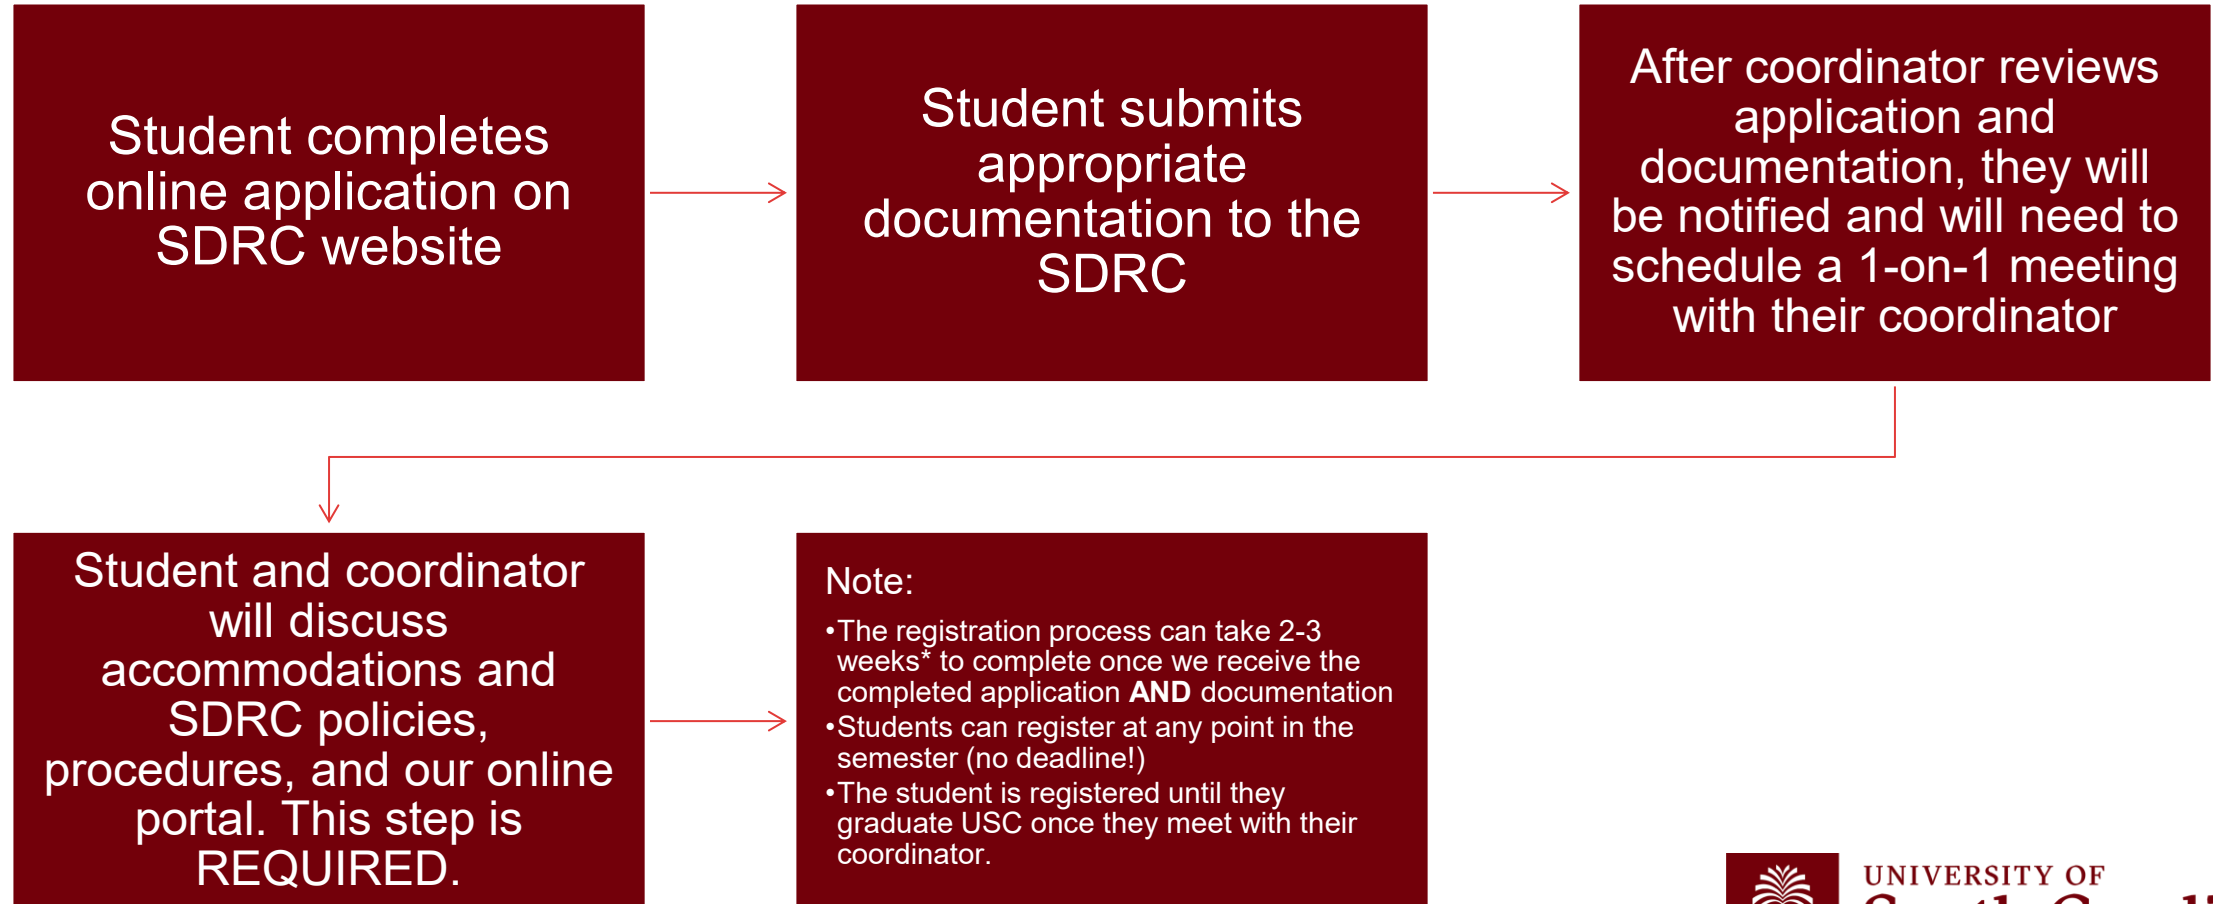 Student completes
online application on
SDRC website
Student submits
appropriate
documentation to the
SDRC
After coordinator reviews
application and
documentation, they will
be notified and will need to
schedule a 1-on-1 meeting
with their coordinator
Student and coordinator
will discuss
accommodations and
SDRC policies,
procedures, and our online
portal. This step is
REQUIRED.
Note:
•The registration process can take 2-3
weeks* to complete once we receive the
completed application AND documentation
•Students can register at any point in the
semester (no deadline!)
•The student is registered until they
graduate USC once they meet with their
coordinator.
UNIVERSITY OF